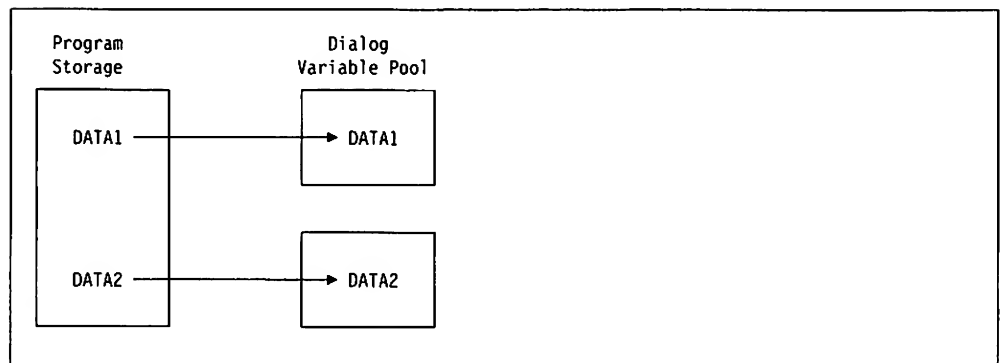 Program Storage
Dialog Variable Pool
DATA1
DATA1
DATA2
DATA2